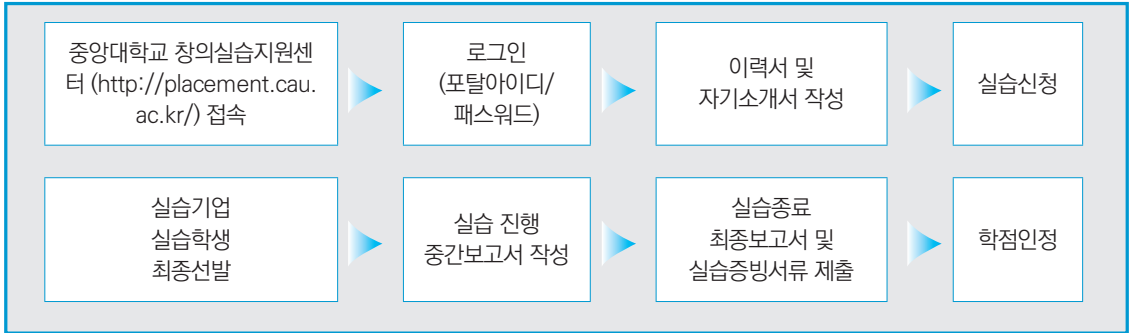 중앙대학교 창의실습지원센
터 (http://placement.cau.
ac.kr/) 접속
로그인
(포탈아이디/
패스워드)
이력서 및
자기소개서 작성
실습신청
실습기업
실습학생
최종선발
실습 진행
중간보고서 작성
실습종료
최종보고서 및
실습증빙서류 제출
학점인정